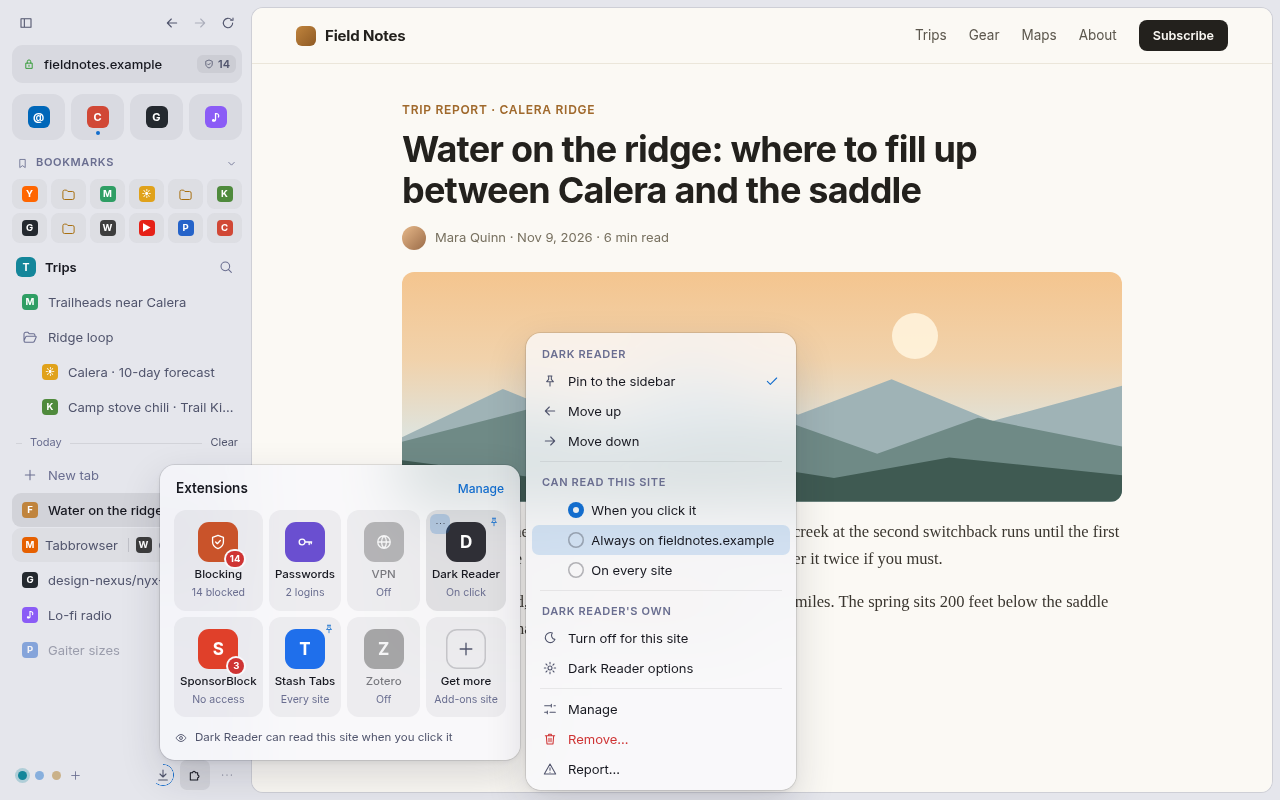 fieldnotes.example
14
@
C
G
BOOKMARKS
Y
M
K
G
W
P
C
T Trips
M Trailheads near Calera
Ridge loop
Calera · 10-day forecast
K Camp stove chili · Trail Ki...
Today
Clear
New tab
F Water on the ridge
M Tabbrowser
W
G design-nexus/nyx-
Lo-fi radio
P Gaiter sizes
Field Notes
Trips
Gear
Maps
About
Subscribe
TRIP REPORT · CALERA RIDGE
Water on the ridge: where to fill up
between Calera and the saddle
Mara Quinn · Nov 9, 2026 · 6 min read
creek at the second switchback runs until the first
er it twice if you must.
miles. The spring sits 200 feet below the saddle
Extensions
Manage
14
Blocking
14 blocked
Passwords
2 logins
VPN
Off
D
Dark Reader
On click
S
3
SponsorBlock
No access
T
Stash Tabs
Every site
Z
Zotero
Off
Get more
Add-ons site
Dark Reader can read this site when you click it
DARK READER
Pin to the sidebar
Move up
Move down
CAN READ THIS SITE
When you click it
Always on fieldnotes.example
On every site
DARK READER'S OWN
Turn off for this site
Dark Reader options
Manage
Remove...
Report...